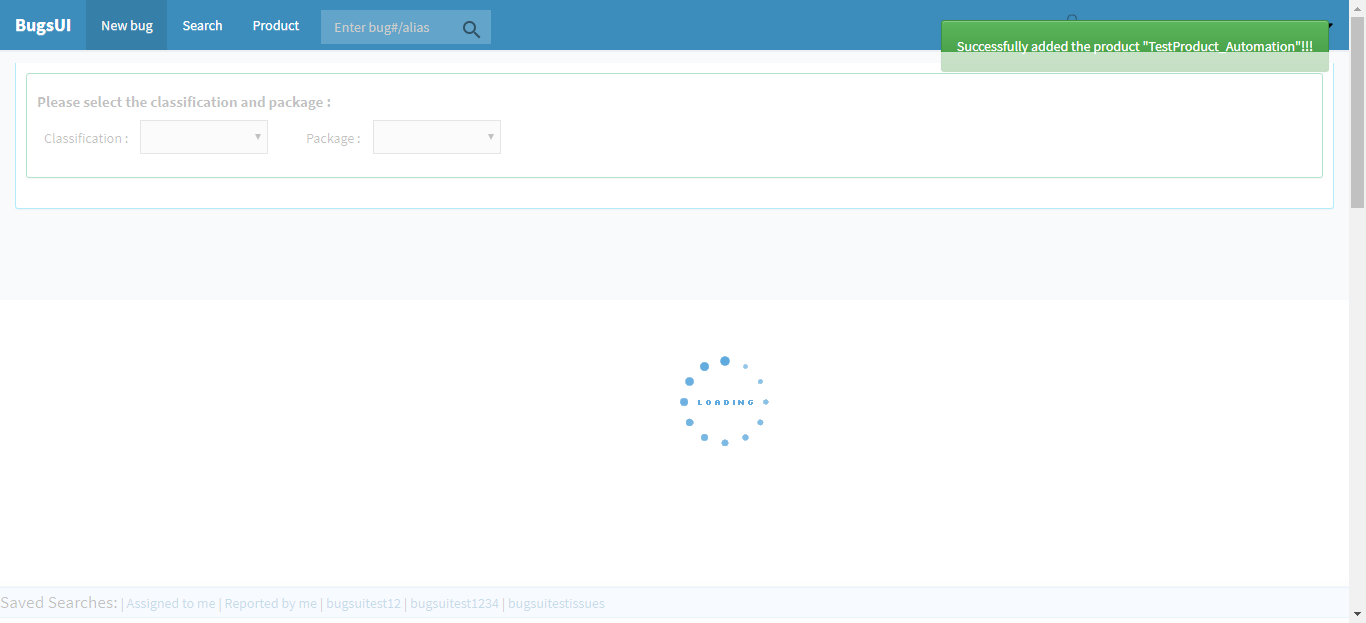 BugsUI New bug Search Product Enter bug#/alias
Successfully added the product "TestProduct_Automation"!!!
Please select the classification and package :
Classification : Package :
LOADING
Saved Searches: | Assigned to me | Reported by me | bugsuitest12 | bugsuitest1234 | bugsuitestissues